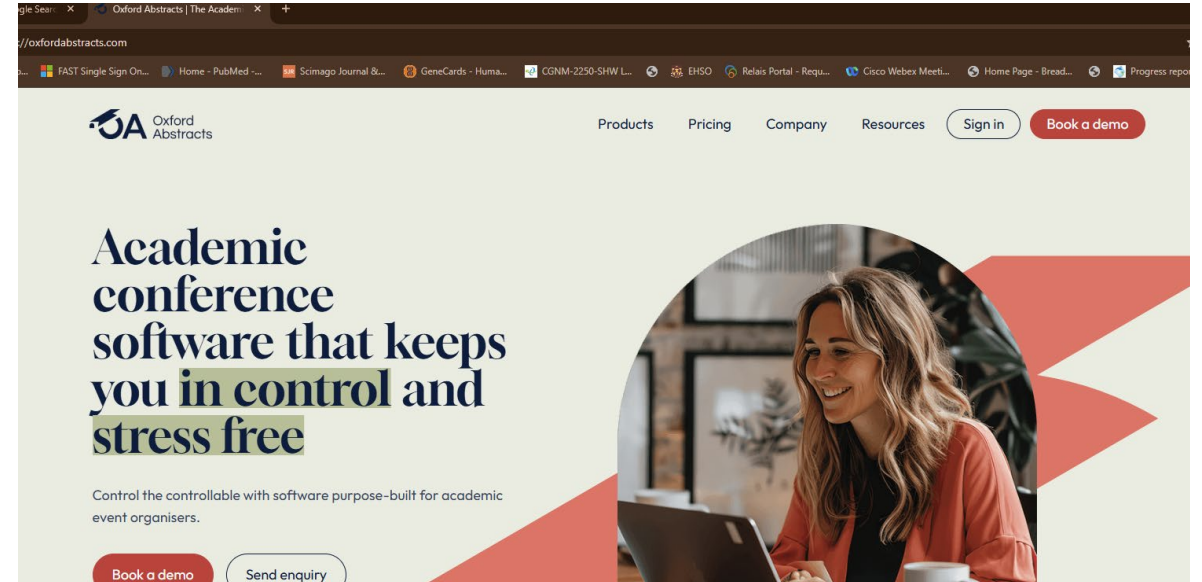 gle Searc × Oxford Abstracts | The Academ × +
://oxfordabstracts.com
FAST Single Sign On... Home - PubMed -... SJR Scimago Journal &... GeneCards - Huma... CGNM-2250-SHW L... EHSO Relais Portal - Requ... Cisco Webex Meeti... Home Page - Bread... Progress repor
OA Oxford
Abstracts
Products Pricing Company Resources Sign in Book a demo
Academic
conference
software that keeps
you in control and
stress free
Control the controllable with software purpose-built for academic
event organisers.
Book a demo Send enquiry